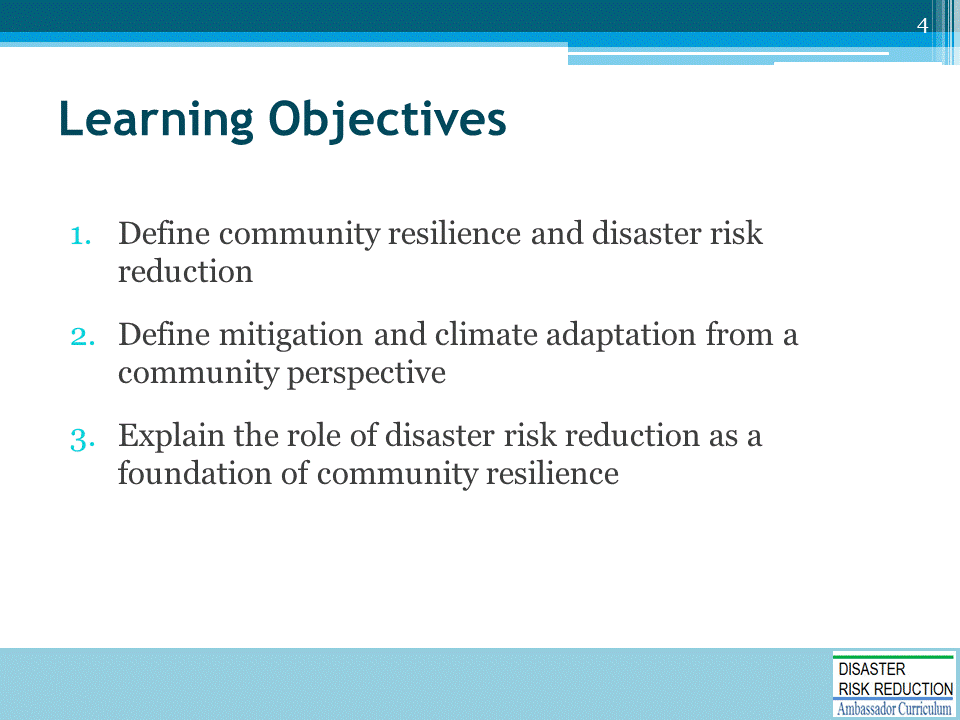 4
Learning Objectives
1. Define community resilience and disaster risk
reduction
2. Define mitigation and climate adaptation from a
community perspective
3. Explain the role of disaster risk reduction as a
foundation of community resilience
DISASTER
RISK REDUCTION
Ambassador Curriculum